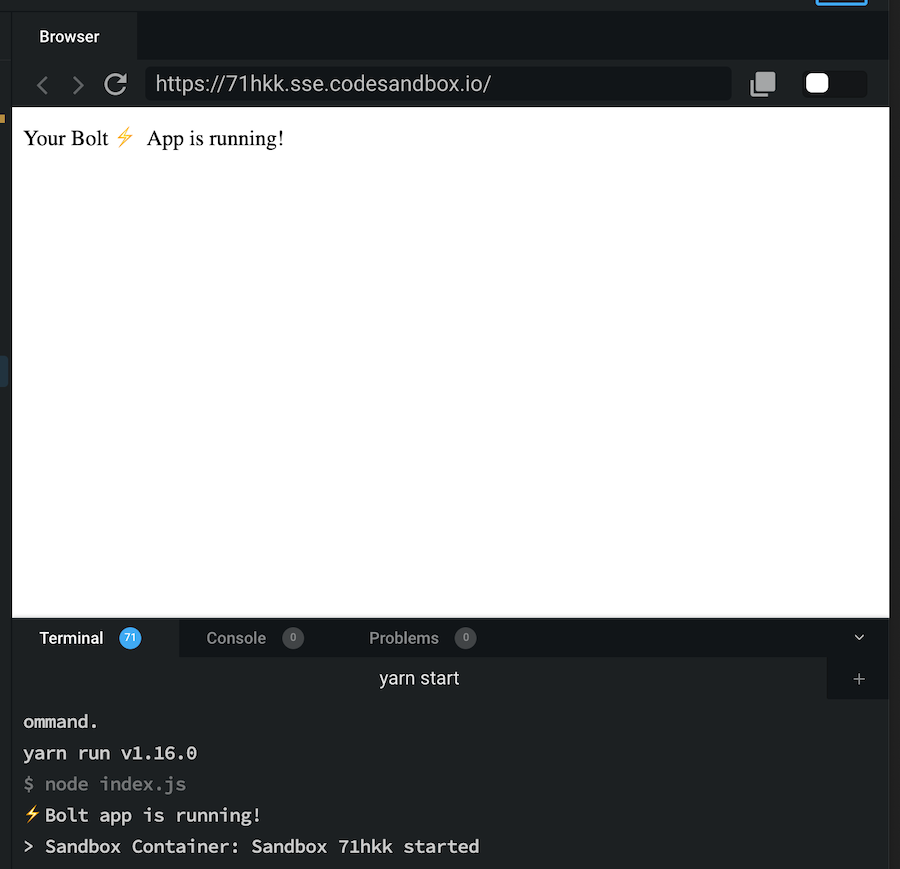 Browser
https://71hkk.sse.codesandbox.io/
Your Bolt ⚡ App is running!
Terminal 71 Console 0 Problems 0
yarn start
ommand.
yarn run v1.16.0
$ node index.js
⚡Bolt app is running!
> Sandbox Container: Sandbox 71hkk started